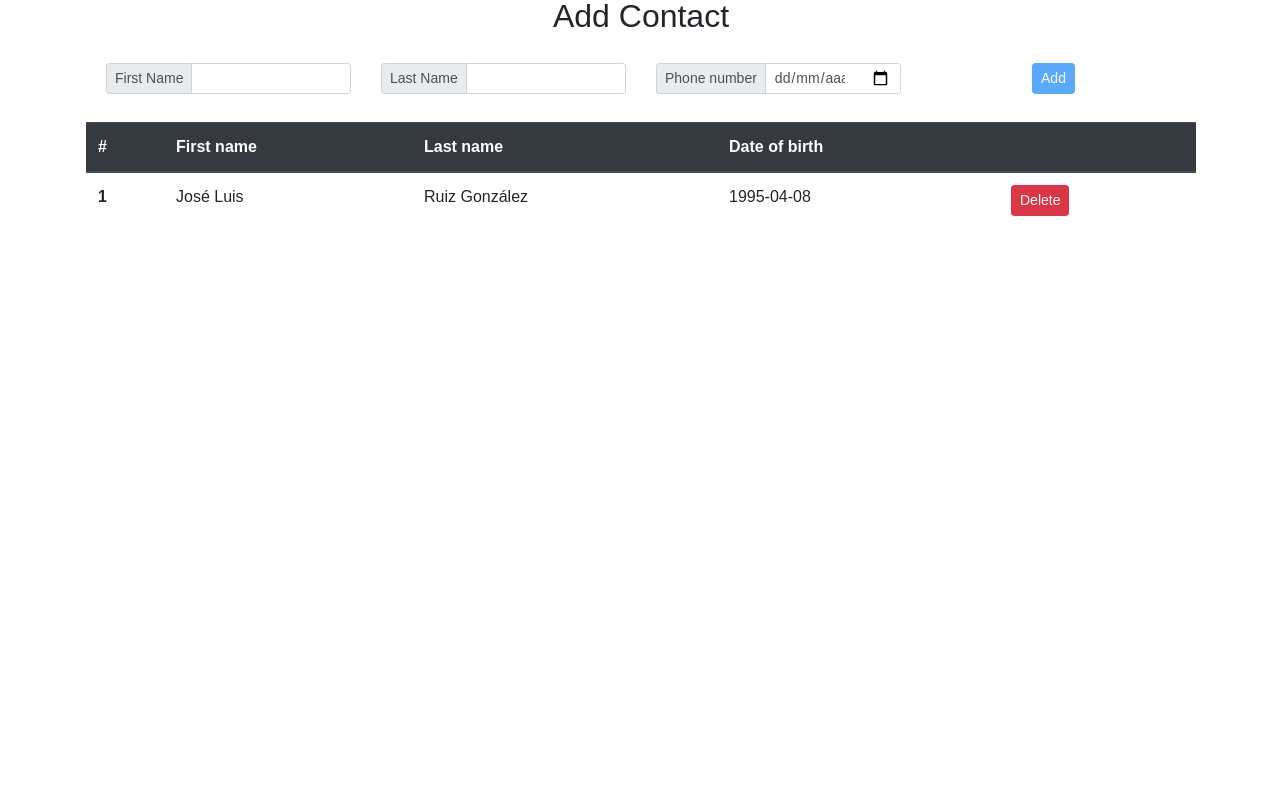 Add Contact
First Name Last Name Phone number dd/mm/aaa Add
# First name Last name Date of birth
1 José Luis Ruiz González 1995-04-08 Delete